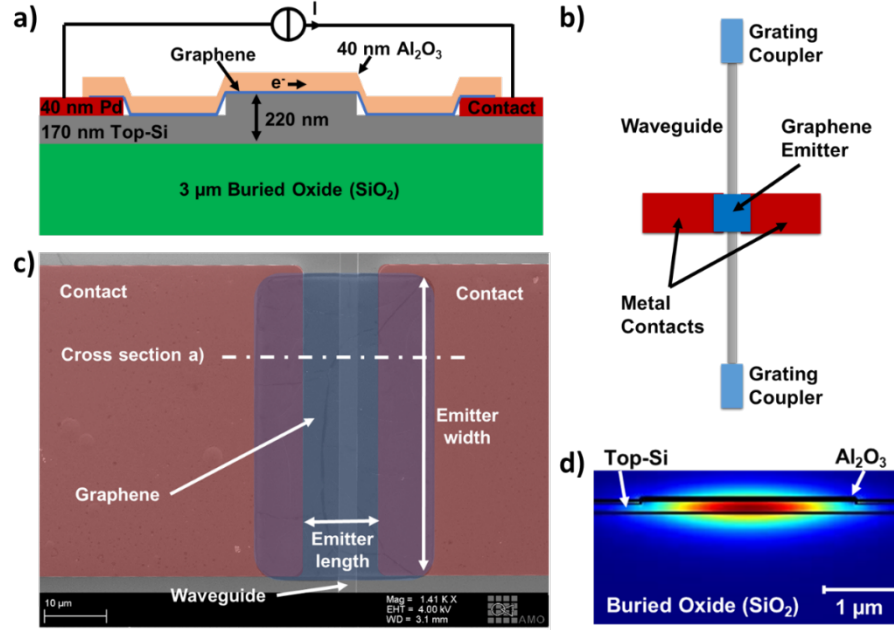 a)
I
Graphene
40 nm Al₂O₃
e⁻
40 nm Pd
Contact
220 nm
170 nm Top-Si
3 µm Buried Oxide (SiO₂)
b)
Grating
Coupler
Waveguide
Graphene
Emitter
Metal
Contacts
Grating
Coupler
c)
Contact
Contact
Cross section a)
Emitter
width
Graphene
Emitter
length
Waveguide
10 µm
Mag = 1.41 K X
EHT = 4.00 kV
WD = 3.1 mm
AMO
d)
Top-Si
Al₂O₃
Buried Oxide (SiO₂)
1 µm